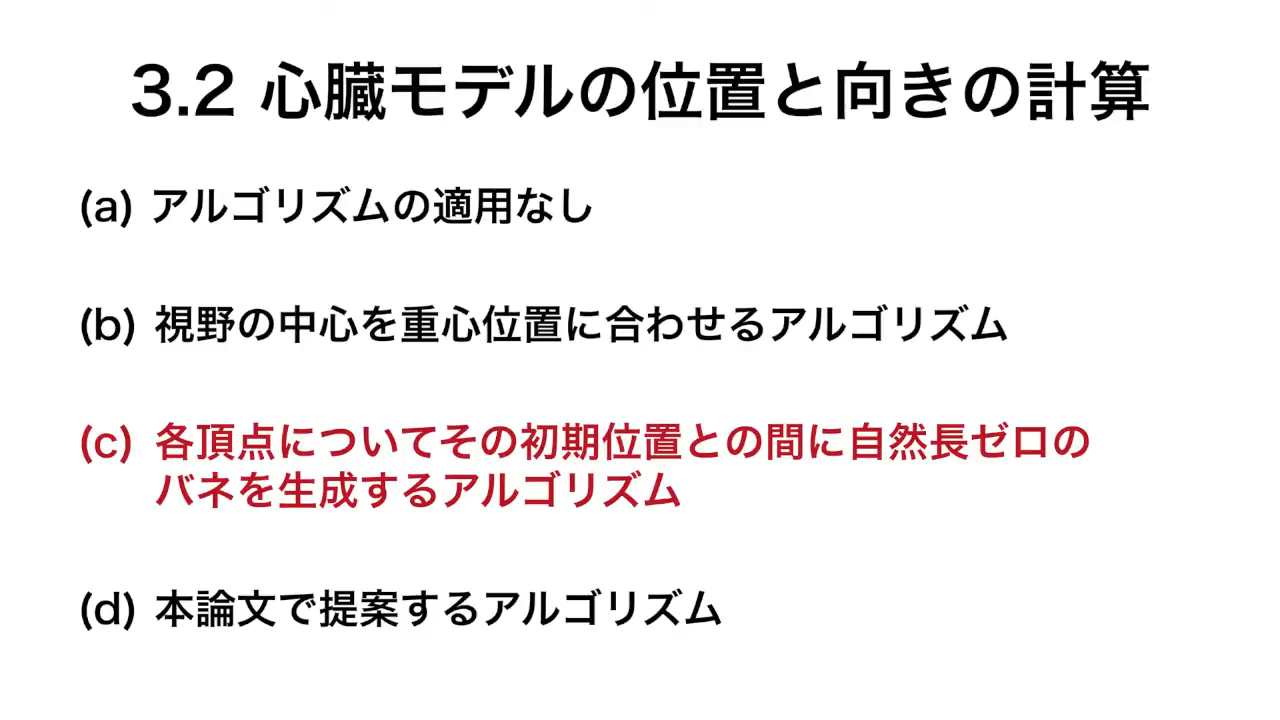 3.2 心臓モデルの位置と向きの計算
(a) アルゴリズムの適用なし
(b) 視野の中心を重心位置に合わせるアルゴリズム
(c) 各頂点についてその初期位置との間に自然長ゼロの
バネを生成するアルゴリズム
(d) 本論文で提案するアルゴリズム